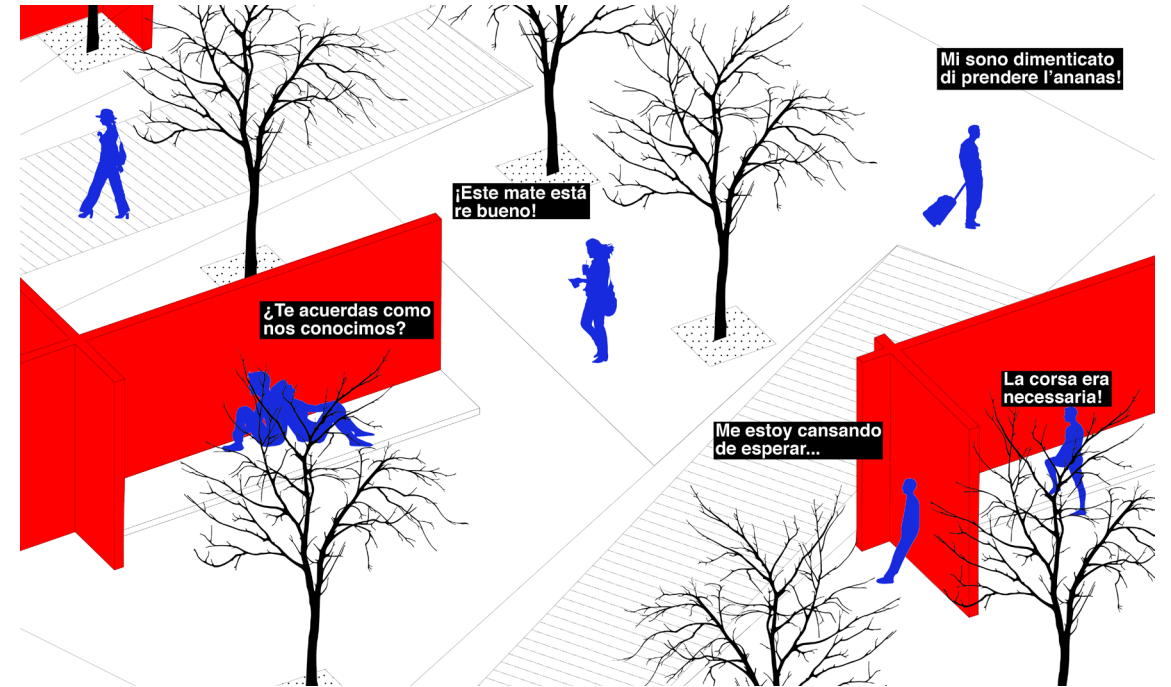 Mi sono dimenticato
di prendere l'ananas!
¡Este mate está
re bueno!
¿Te acuerdas como
nos conocimos?
La corsa era
necessaria!
Me estoy cansando
de esperar...